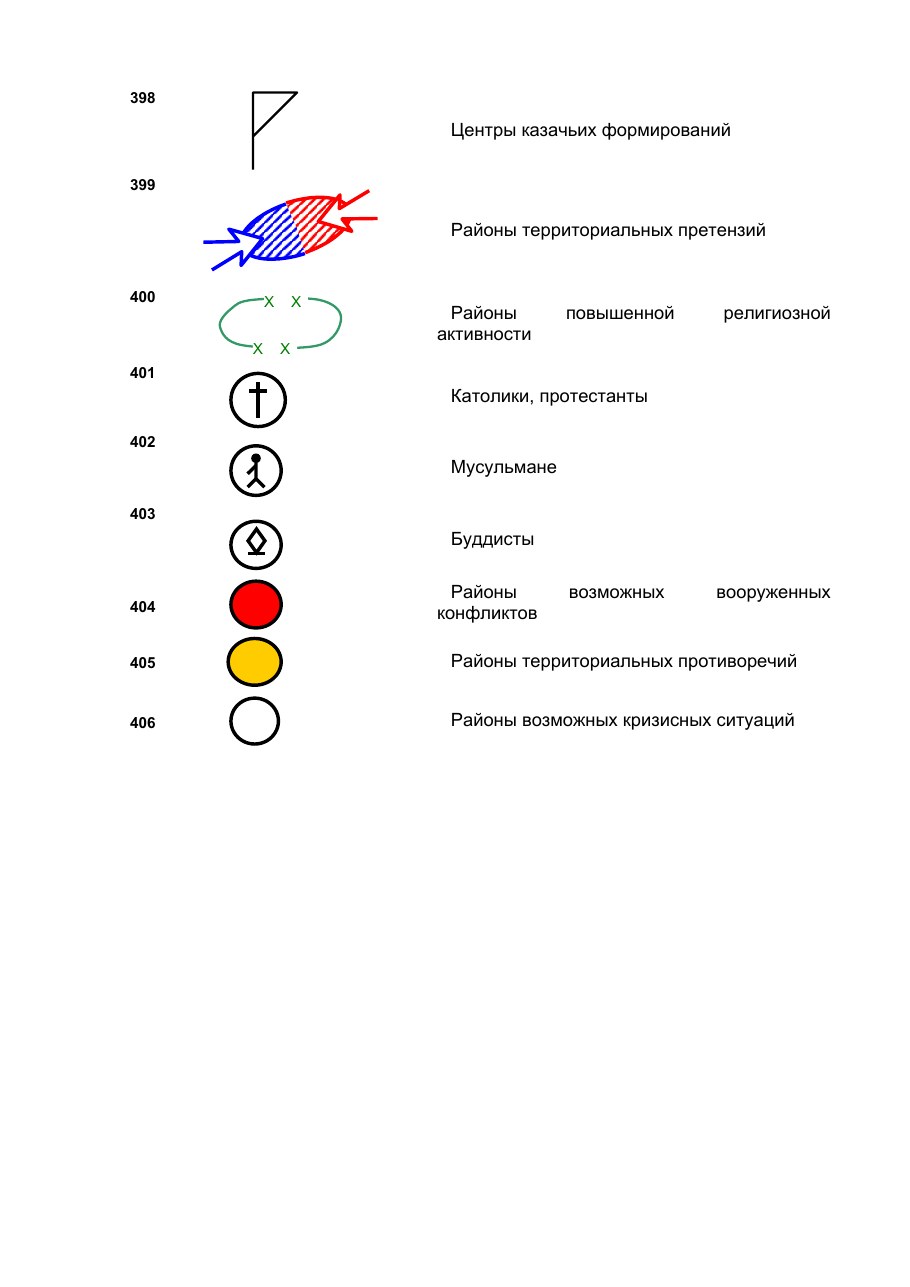 398
Центры казачьих формирований
399
Районы территориальных претензий
400
X X
Районы повышенной религиозной
активности
X X
401
Католики, протестанты
402
Мусульмане
403
Буддисты
Районы возможных вооруженных
404
конфликтов
405
Районы территориальных противоречий
406
Районы возможных кризисных ситуаций